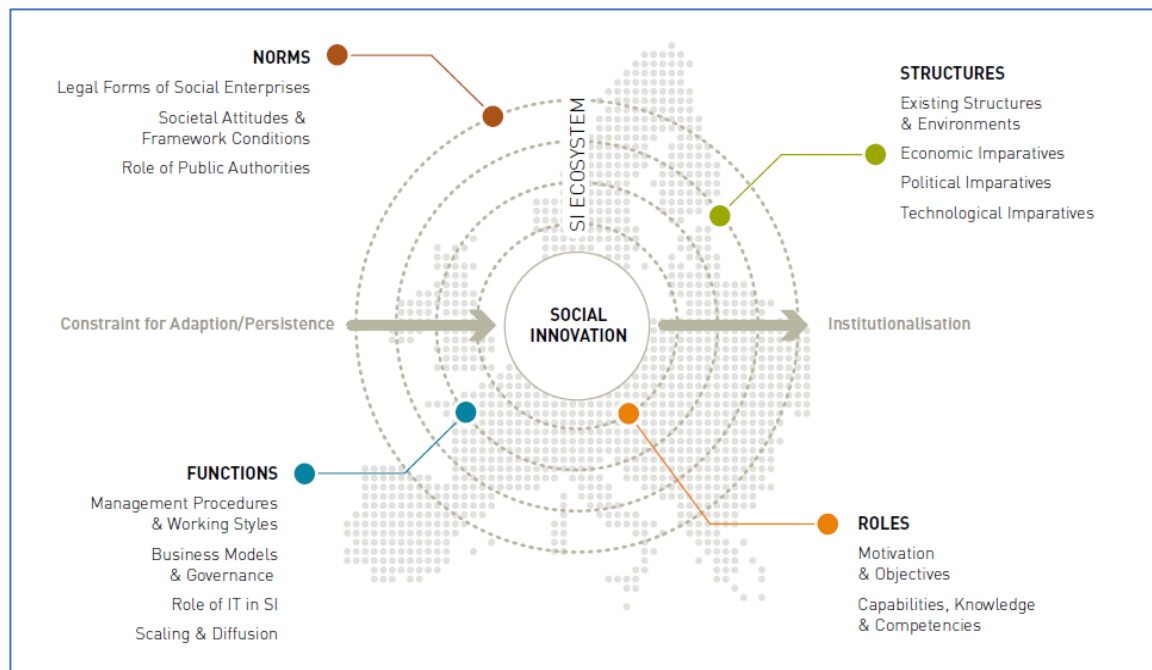 NORMS
Legal Forms of Social Enterprises
Societal Attitudes &
Framework Conditions
Role of Public Authorities
STRUCTURES
Existing Structures
& Environments
Economic Imparatives
Political Imparatives
Technological Imparatives
SI ECOSYSTEM
Constraint for Adaption/Persistence
SOCIAL
INNOVATION
Institutionalisation
FUNCTIONS
Management Procedures
& Working Styles
Business Models
& Governance
Role of IT in SI
Scaling & Diffusion
ROLES
Motivation
& Objectives
Capabilities, Knowledge
& Competencies